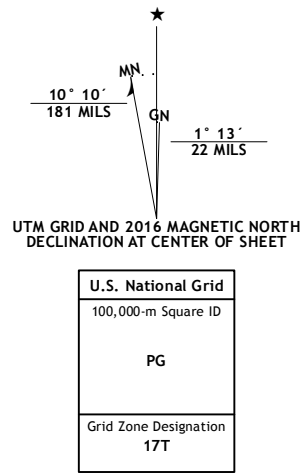 MN
10° 10´
181 MILS
GN
1° 13´
22 MILS
UTM GRID AND 2016 MAGNETIC NORTH
DECLINATION AT CENTER OF SHEET
U.S. National Grid
100,000-m Square ID
PG
Grid Zone Designation
17T